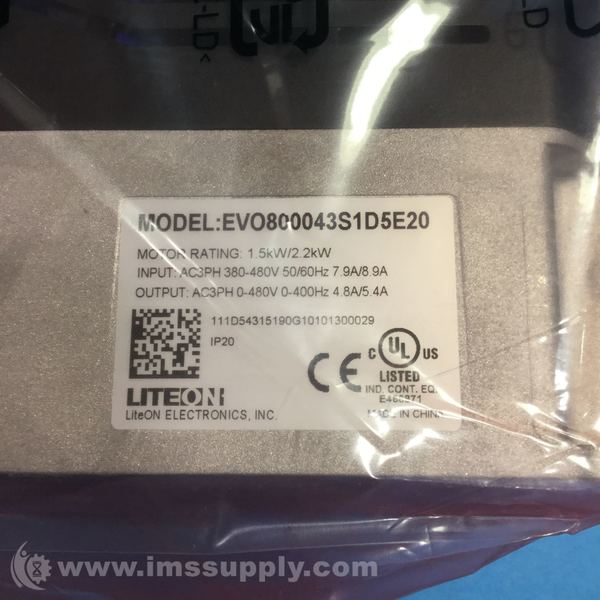 MODEL:EVO800043S1D5E20
MOTOR RATING: 1.5kW/2.2kW
INPUT: AC3PH 380-480V 50/60Hz 7.9A/8.9A
OUTPUT: AC3PH 0-480V 0-400Hz 4.8A/5.4A
111D54315190G10101300029
IP20
CE
C UL US
LISTED
IND. CONT. EQ.
LITEON
LiteON ELECTRONICS, INC.
MADE IN CHINA
www.imssupply.com